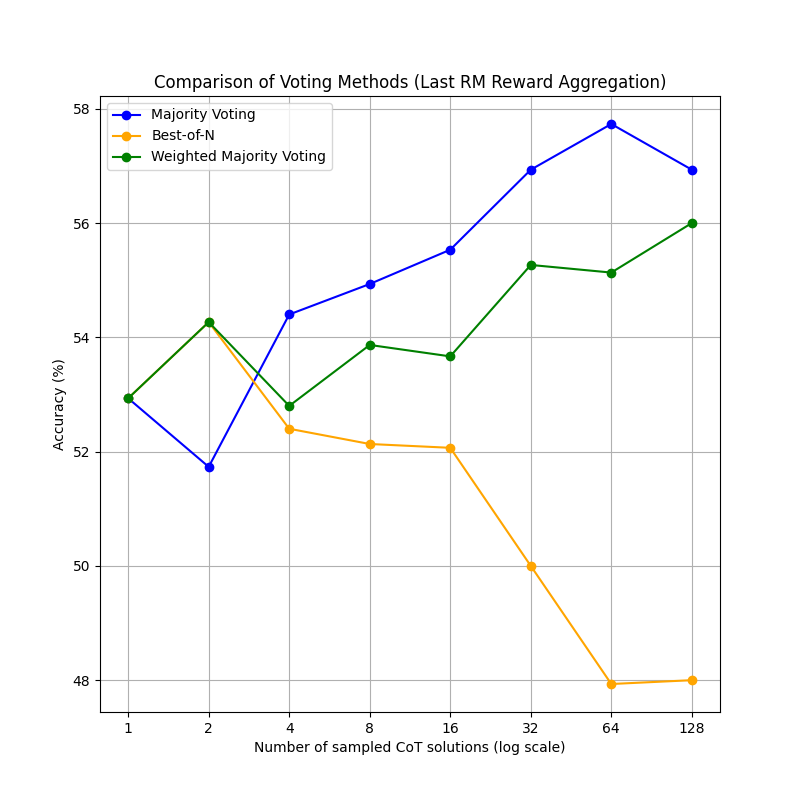 Comparison of Voting Methods (Last RM Reward Aggregation)
Majority Voting
Best-of-N
Weighted Majority Voting
58
56
54
52
50
48
Accuracy (%)
1 2 4 8 16 32 64 128
Number of sampled CoT solutions (log scale)